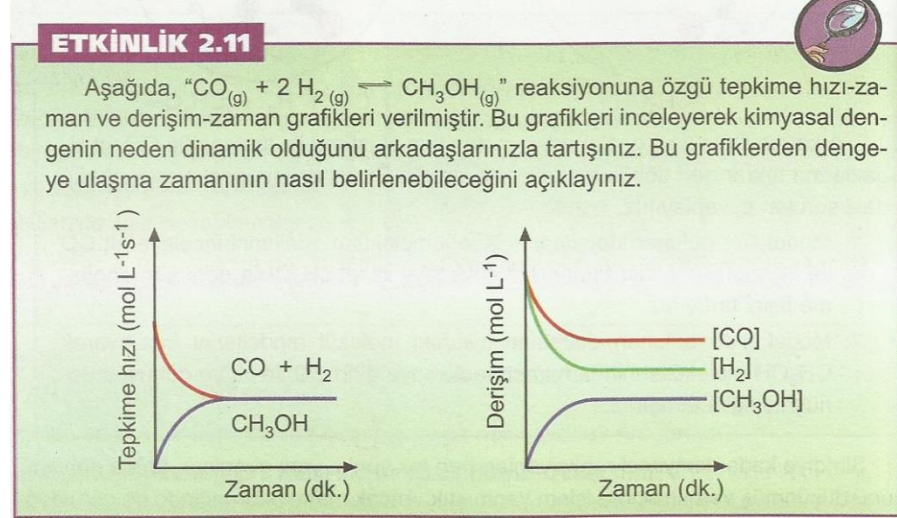 ETKİNLİK 2.11
Aşağıda, “CO(g) + 2 H2 (g) ⇌ CH3OH(g)” reaksiyonuna özgü tepkime hızı-za-
man ve derişim-zaman grafikleri verilmiştir. Bu grafikleri inceleyerek kimyasal den-
genin neden dinamik olduğunu arkadaşlarınızla tartışınız. Bu grafiklerden denge-
ye ulaşma zamanının nasıl belirlenebileceğini açıklayınız.
Tepkime hızı (mol L-1s-1)
CO + H2
CH3OH
Zaman (dk.)
Derişim (mol L-1)
[CO]
[H2]
[CH3OH]
Zaman (dk.)